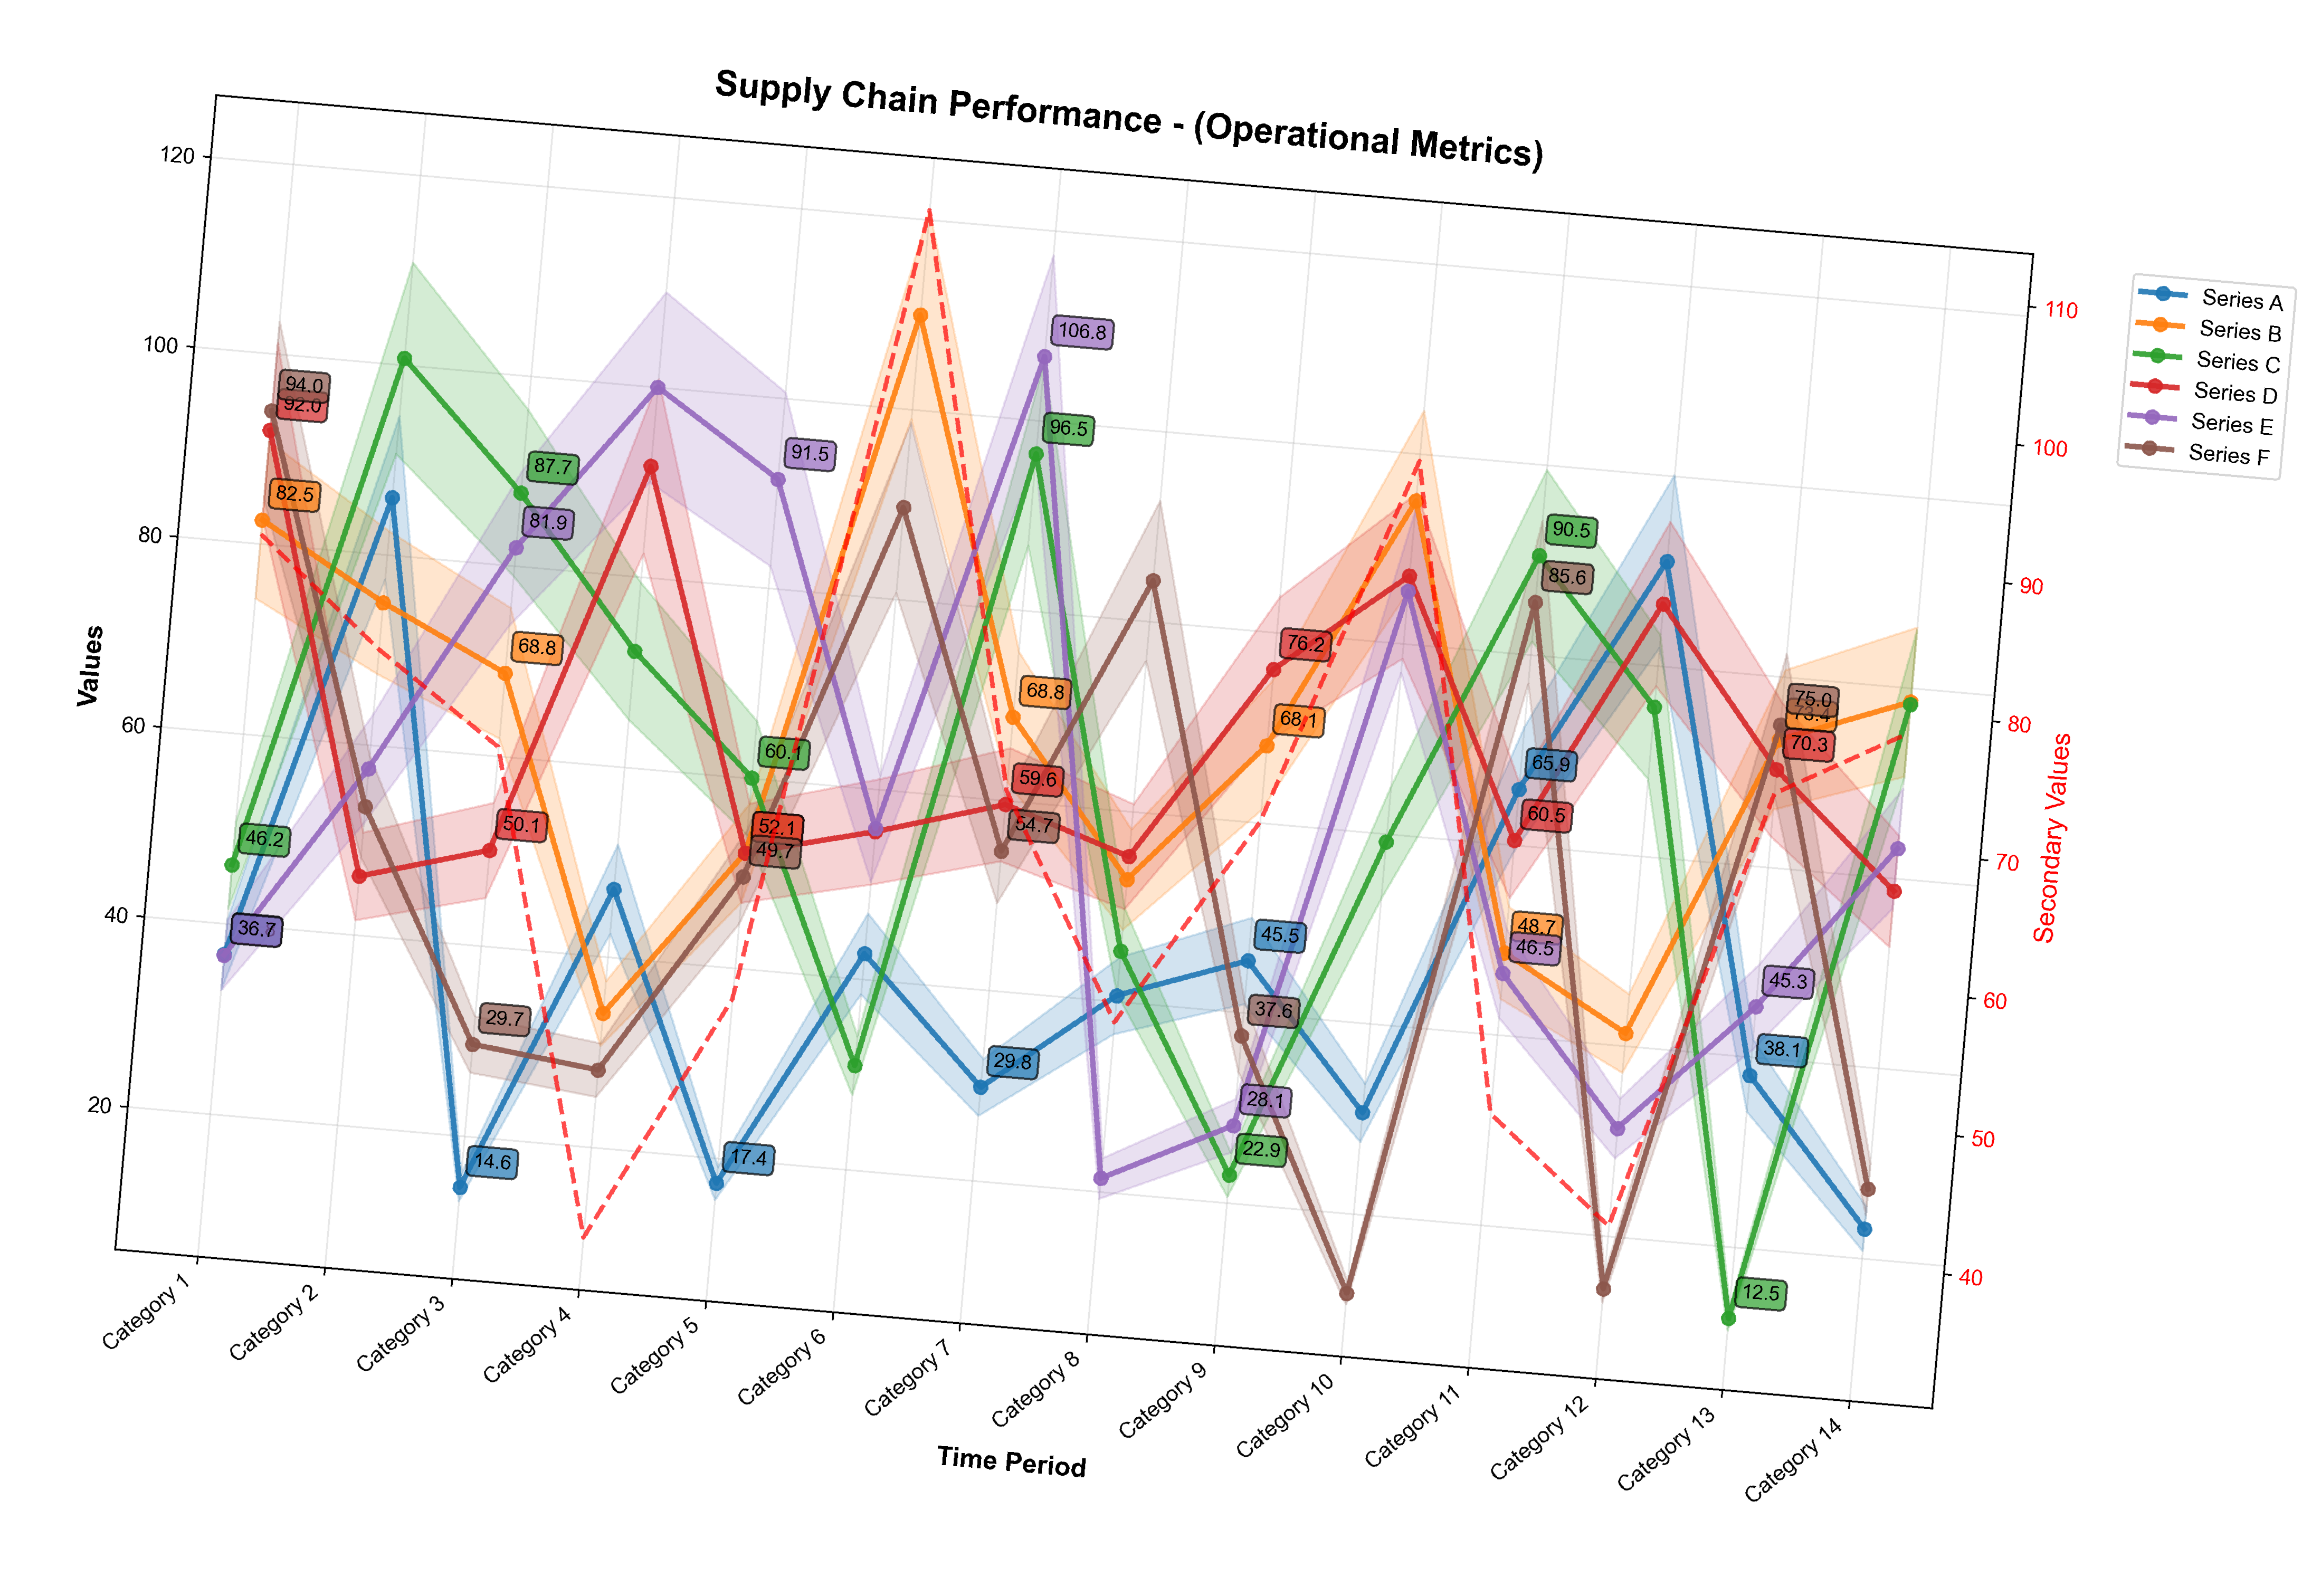 Supply Chain Performance - (Operational Metrics)
120
100
80
60
40
20
Values
110
100
90
80
70
60
50
40
Secondary Values
Series A
Series B
Series C
Series D
Series E
Series F
94.0
92.0
82.5
46.2
36.7
87.7
81.9
68.8
50.1
29.7
14.6
91.5
60.1
52.1
49.7
17.4
106.8
96.5
68.8
59.6
54.7
29.8
76.2
68.1
45.5
37.6
28.1
22.9
90.5
85.6
65.9
60.5
48.7
46.5
75.0
73.4
70.3
45.3
38.1
12.5
Category 1
Category 2
Category 3
Category 4
Category 5
Category 6
Category 7
Category 8
Category 9
Category 10
Category 11
Category 12
Category 13
Category 14
Time Period